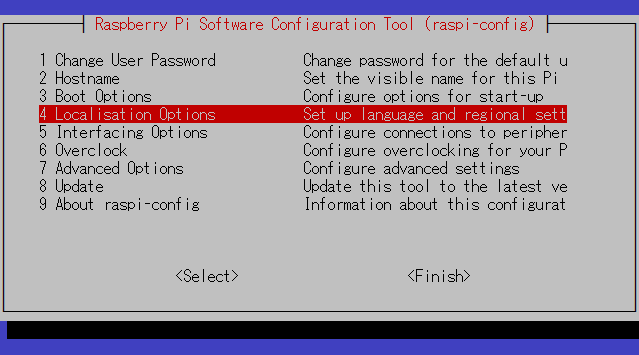 Raspberry Pi Software Configuration Tool (raspi-config)
1 Change User Password Change password for the default u
2 Hostname Set the visible name for this Pi
3 Boot Options Configure options for start-up
4 Localisation Options Set up language and regional sett
5 Interfacing Options Configure connections to peripher
6 Overclock Configure overclocking for your P
7 Advanced Options Configure advanced settings
8 Update Update this tool to the latest ve
9 About raspi-config Information about this configurat
<Select> <Finish>